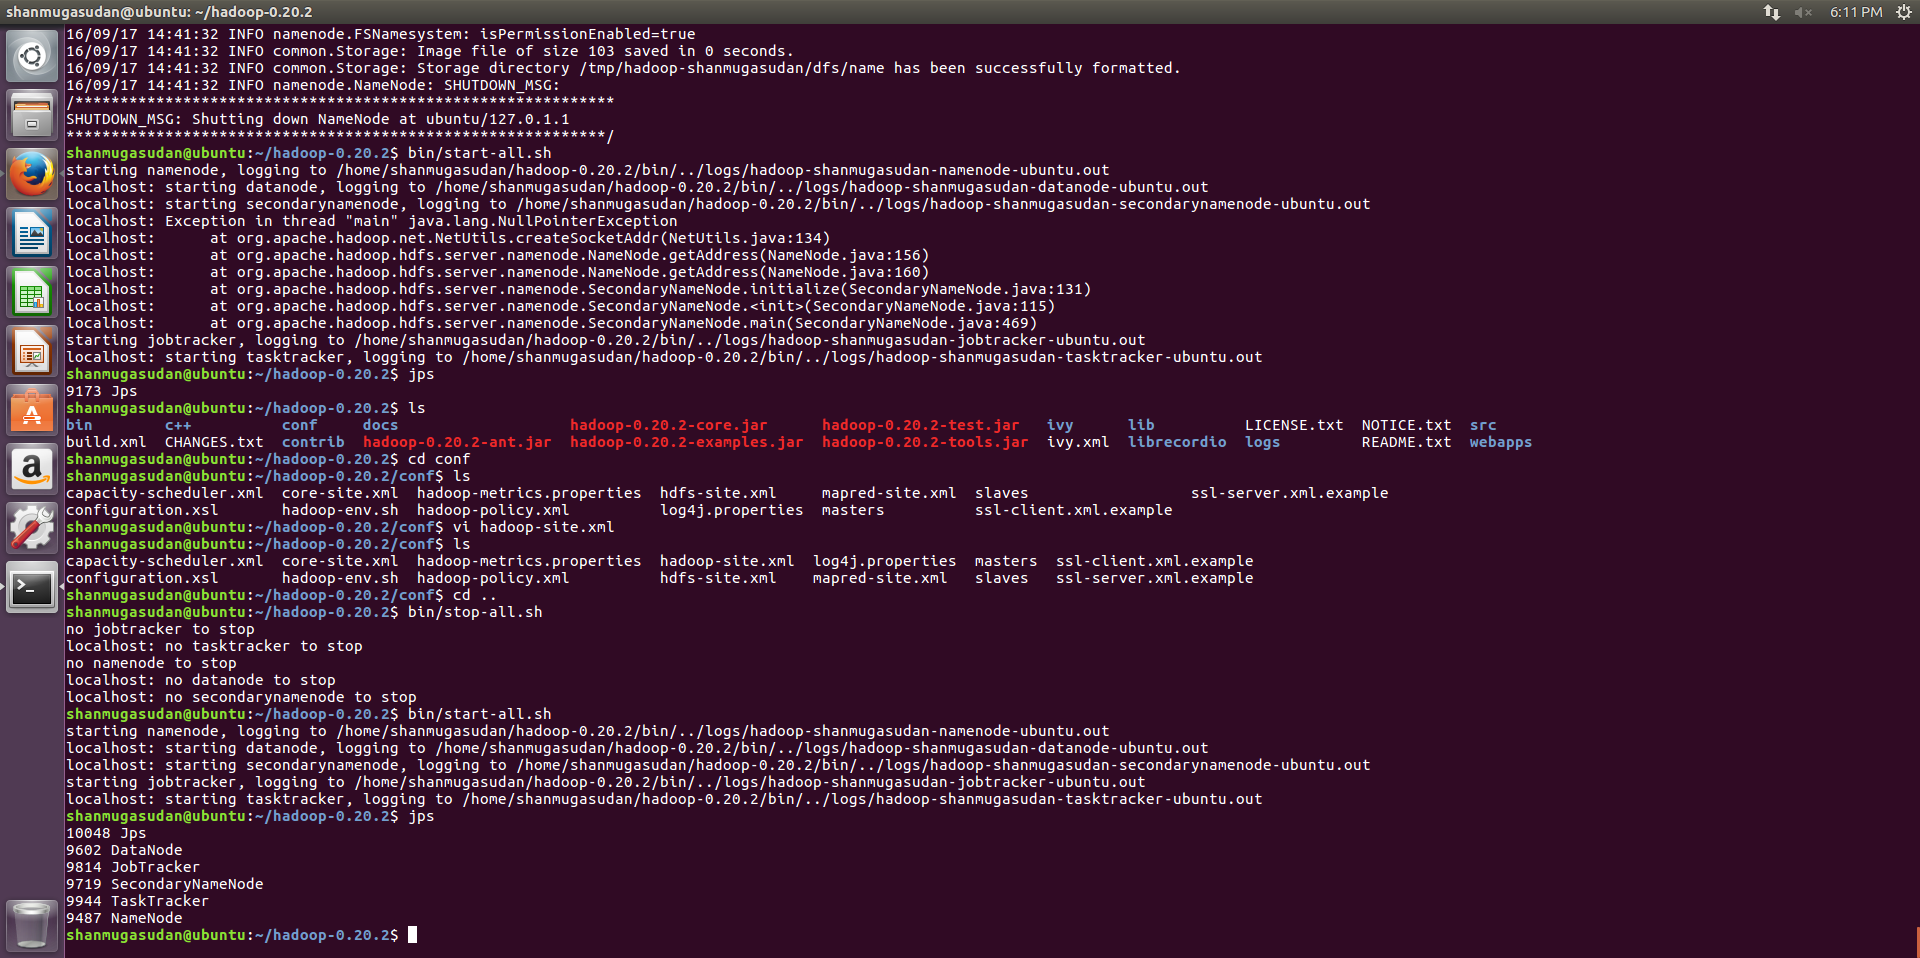 shanmugasudan@ubuntu: ~/hadoop-0.20.2
6:11 PM
16/09/17 14:41:32 INFO namenode.FSNamesystem: isPermissionEnabled=true
16/09/17 14:41:32 INFO common.Storage: Image file of size 103 saved in 0 seconds.
16/09/17 14:41:32 INFO common.Storage: Storage directory /tmp/hadoop-shanmugasudan/dfs/name has been successfully formatted.
16/09/17 14:41:32 INFO namenode.NameNode: SHUTDOWN_MSG:
/************************************************************
SHUTDOWN_MSG: Shutting down NameNode at ubuntu/127.0.1.1
************************************************************/
shanmugasudan@ubuntu:~/hadoop-0.20.2$ bin/start-all.sh
starting namenode, logging to /home/shanmugasudan/hadoop-0.20.2/bin/../logs/hadoop-shanmugasudan-namenode-ubuntu.out
localhost: starting datanode, logging to /home/shanmugasudan/hadoop-0.20.2/bin/../logs/hadoop-shanmugasudan-datanode-ubuntu.out
localhost: starting secondarynamenode, logging to /home/shanmugasudan/hadoop-0.20.2/bin/../logs/hadoop-shanmugasudan-secondarynamenode-ubuntu.out
localhost: Exception in thread "main" java.lang.NullPointerException
localhost:      at org.apache.hadoop.net.NetUtils.createSocketAddr(NetUtils.java:134)
localhost:      at org.apache.hadoop.hdfs.server.namenode.NameNode.getAddress(NameNode.java:156)
localhost:      at org.apache.hadoop.hdfs.server.namenode.NameNode.getAddress(NameNode.java:160)
localhost:      at org.apache.hadoop.hdfs.server.namenode.SecondaryNameNode.initialize(SecondaryNameNode.java:131)
localhost:      at org.apache.hadoop.hdfs.server.namenode.SecondaryNameNode.<init>(SecondaryNameNode.java:115)
localhost:      at org.apache.hadoop.hdfs.server.namenode.SecondaryNameNode.main(SecondaryNameNode.java:469)
starting jobtracker, logging to /home/shanmugasudan/hadoop-0.20.2/bin/../logs/hadoop-shanmugasudan-jobtracker-ubuntu.out
localhost: starting tasktracker, logging to /home/shanmugasudan/hadoop-0.20.2/bin/../logs/hadoop-shanmugasudan-tasktracker-ubuntu.out
shanmugasudan@ubuntu:~/hadoop-0.20.2$ jps
9173 Jps
shanmugasudan@ubuntu:~/hadoop-0.20.2$ ls
bin        c++          conf     docs                   hadoop-0.20.2-core.jar      hadoop-0.20.2-test.jar   ivy      lib          LICENSE.txt  NOTICE.txt  src
build.xml  CHANGES.txt  contrib  hadoop-0.20.2-ant.jar  hadoop-0.20.2-examples.jar  hadoop-0.20.2-tools.jar  ivy.xml  librecordio  logs         README.txt  webapps
shanmugasudan@ubuntu:~/hadoop-0.20.2$ cd conf
shanmugasudan@ubuntu:~/hadoop-0.20.2/conf$ ls
capacity-scheduler.xml  core-site.xml  hadoop-metrics.properties  hdfs-site.xml     mapred-site.xml  slaves                  ssl-server.xml.example
configuration.xsl       hadoop-env.sh  hadoop-policy.xml          log4j.properties  masters          ssl-client.xml.example
shanmugasudan@ubuntu:~/hadoop-0.20.2/conf$ vi hadoop-site.xml
shanmugasudan@ubuntu:~/hadoop-0.20.2/conf$ ls
capacity-scheduler.xml  core-site.xml  hadoop-metrics.properties  hadoop-site.xml  log4j.properties  masters  ssl-client.xml.example
configuration.xsl       hadoop-env.sh  hadoop-policy.xml          hdfs-site.xml    mapred-site.xml   slaves   ssl-server.xml.example
shanmugasudan@ubuntu:~/hadoop-0.20.2/conf$ cd ..
shanmugasudan@ubuntu:~/hadoop-0.20.2$ bin/stop-all.sh
no jobtracker to stop
localhost: no tasktracker to stop
no namenode to stop
localhost: no datanode to stop
localhost: no secondarynamenode to stop
shanmugasudan@ubuntu:~/hadoop-0.20.2$ bin/start-all.sh
starting namenode, logging to /home/shanmugasudan/hadoop-0.20.2/bin/../logs/hadoop-shanmugasudan-namenode-ubuntu.out
localhost: starting datanode, logging to /home/shanmugasudan/hadoop-0.20.2/bin/../logs/hadoop-shanmugasudan-datanode-ubuntu.out
localhost: starting secondarynamenode, logging to /home/shanmugasudan/hadoop-0.20.2/bin/../logs/hadoop-shanmugasudan-secondarynamenode-ubuntu.out
starting jobtracker, logging to /home/shanmugasudan/hadoop-0.20.2/bin/../logs/hadoop-shanmugasudan-jobtracker-ubuntu.out
localhost: starting tasktracker, logging to /home/shanmugasudan/hadoop-0.20.2/bin/../logs/hadoop-shanmugasudan-tasktracker-ubuntu.out
shanmugasudan@ubuntu:~/hadoop-0.20.2$ jps
10048 Jps
9602 DataNode
9814 JobTracker
9719 SecondaryNameNode
9944 TaskTracker
9487 NameNode
shanmugasudan@ubuntu:~/hadoop-0.20.2$